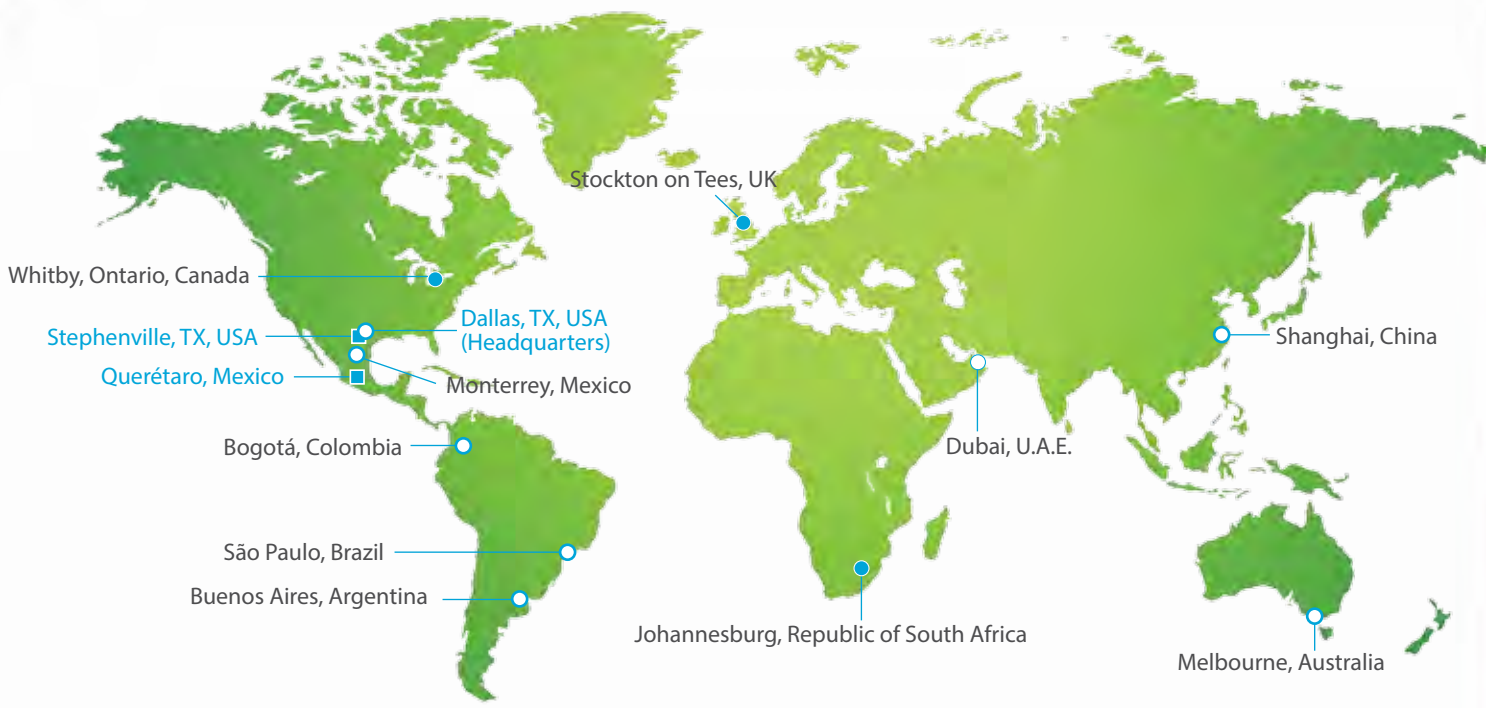 Stockton on Tees, UK
Whitby, Ontario, Canada
Dallas, TX, USA
(Headquarters)
Stephenville, TX, USA
Shanghai, China
Querétaro, Mexico
Monterrey, Mexico
Bogotá, Colombia
Dubai, U.A.E.
São Paulo, Brazil
Buenos Aires, Argentina
Johannesburg, Republic of South Africa
Melbourne, Australia